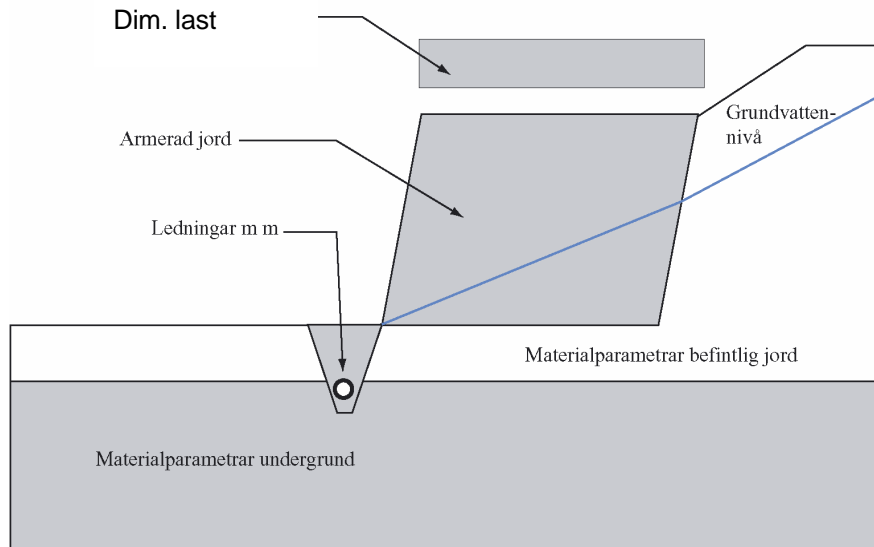 Dim. last
Grundvatten-
nivå
Armerad jord
Ledningar m m
Materialparametrar befintlig jord
Materialparametrar undergrund